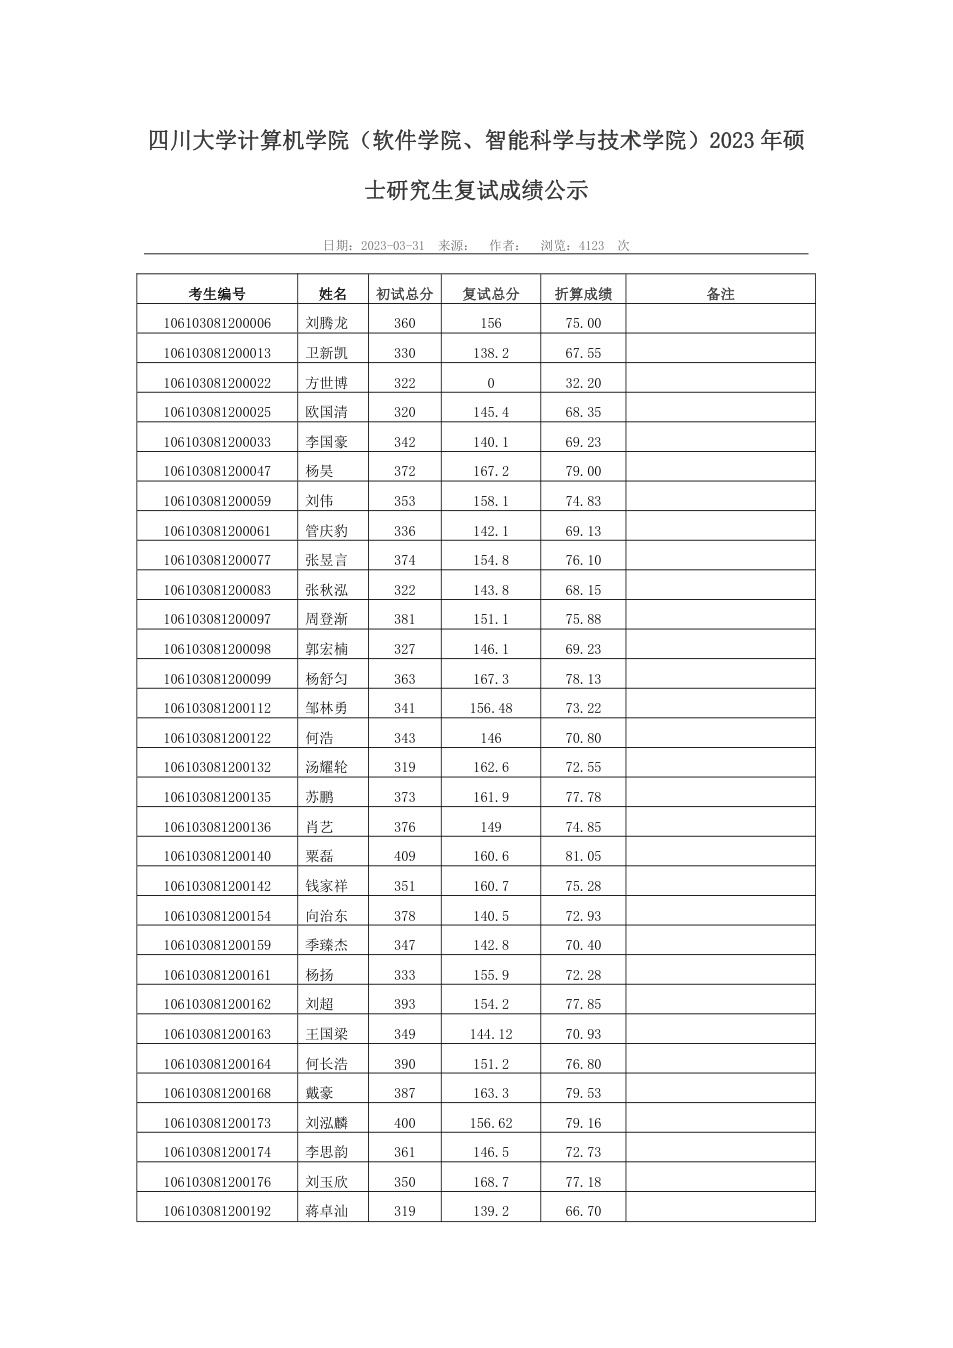 四川大学计算机学院（软件学院、智能科学与技术学院）2023 年硕
士研究生复试成绩公示
日期：2023-03-31 来源： 作者： 浏览：4123 次
考生编号 姓名 初试总分 复试总分 折算成绩 备注
106103081200006 刘腾龙 360 156 75.00
106103081200013 卫新凯 330 138.2 67.55
106103081200022 方世博 322 0 32.20
106103081200025 欧国清 320 145.4 68.35
106103081200033 李国豪 342 140.1 69.23
106103081200047 杨昊 372 167.2 79.00
106103081200059 刘伟 353 158.1 74.83
106103081200061 管庆豹 336 142.1 69.13
106103081200077 张昱言 374 154.8 76.10
106103081200083 张秋泓 322 143.8 68.15
106103081200097 周登渐 381 151.1 75.88
106103081200098 郭宏楠 327 146.1 69.23
106103081200099 杨舒匀 363 167.3 78.13
106103081200112 邹林勇 341 156.48 73.22
106103081200122 何浩 343 146 70.80
106103081200132 汤耀轮 319 162.6 72.55
106103081200135 苏鹏 373 161.9 77.78
106103081200136 肖艺 376 149 74.85
106103081200140 粟磊 409 160.6 81.05
106103081200142 钱家祥 351 160.7 75.28
106103081200154 向治东 378 140.5 72.93
106103081200159 季臻杰 347 142.8 70.40
106103081200161 杨扬 333 155.9 72.28
106103081200162 刘超 393 154.2 77.85
106103081200163 王国梁 349 144.12 70.93
106103081200164 何长浩 390 151.2 76.80
106103081200168 戴豪 387 163.3 79.53
106103081200173 刘泓麟 400 156.62 79.16
106103081200174 李思韵 361 146.5 72.73
106103081200176 刘玉欣 350 168.7 77.18
106103081200192 蒋卓汕 319 139.2 66.70